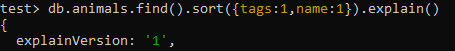 test> db.animals.find().sort({tags:1,name:1}).explain()
{
  explainVersion: '1',